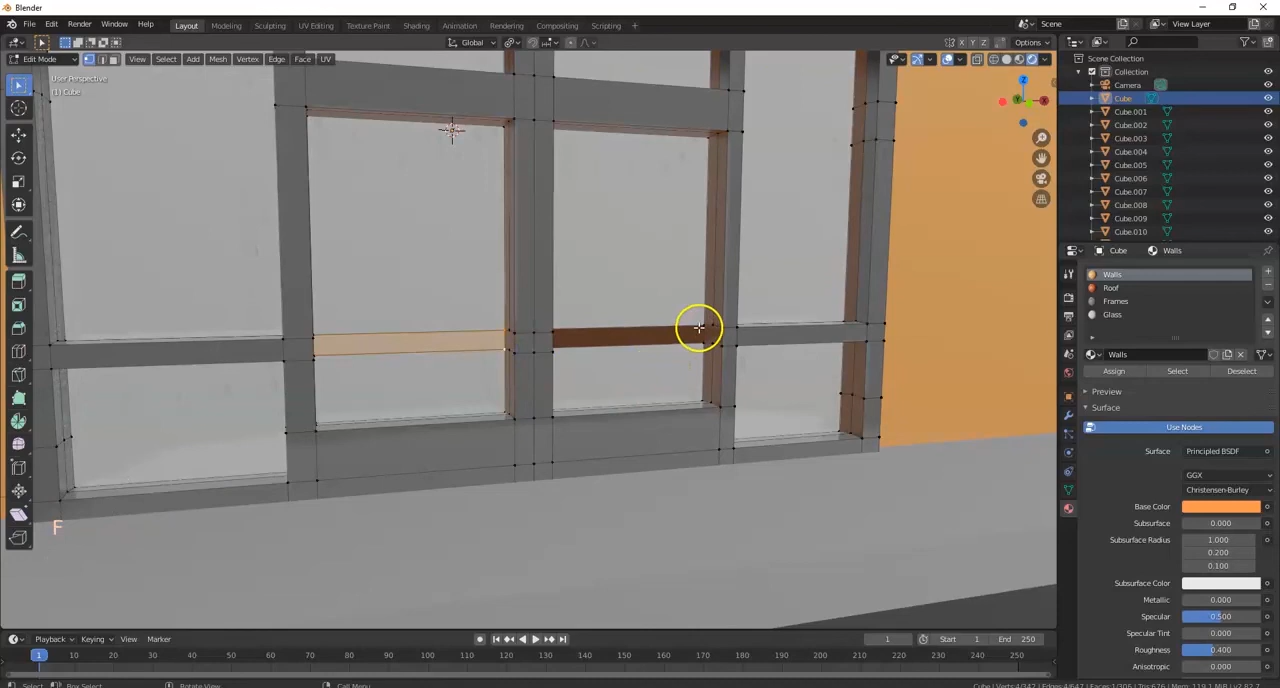 Blender
File Edit Render Window Help
Layout Modeling Sculpting UV Editing Texture Paint Shading Animation Rendering Compositing Scripting +
Scene
View Layer
Global
X Y Z Options
Edit Mode View Select Add Mesh Vertex Edge Face UV
User Perspective
(1) Cube
Z
X
Y
F
Scene Collection
Collection
Camera
Cube
Cube.001
Cube.002
Cube.003
Cube.004
Cube.005
Cube.006
Cube.007
Cube.008
Cube.009
Cube.010
Cube Walls
Walls
Roof
Frames
Glass
Walls
Assign Select Deselect
Preview
Surface
Use Nodes
Surface Principled BSDF
GGX
Christensen-Burley
Base Color
Subsurface 0.000
Subsurface Radius 1.000
0.200
0.100
Subsurface Color
Metallic 0.000
Specular 0.500
Specular Tint 0.000
Roughness 0.400
Anisotropic 0.000
Playback Keying View Marker
1 Start 1 End 250
1 10 20 30 40 50 60 70 80 90 100 110 120 130 140 150 160 170 180 190 200 210 220 230 240 250
Select Box Select Rotate View Call Menu